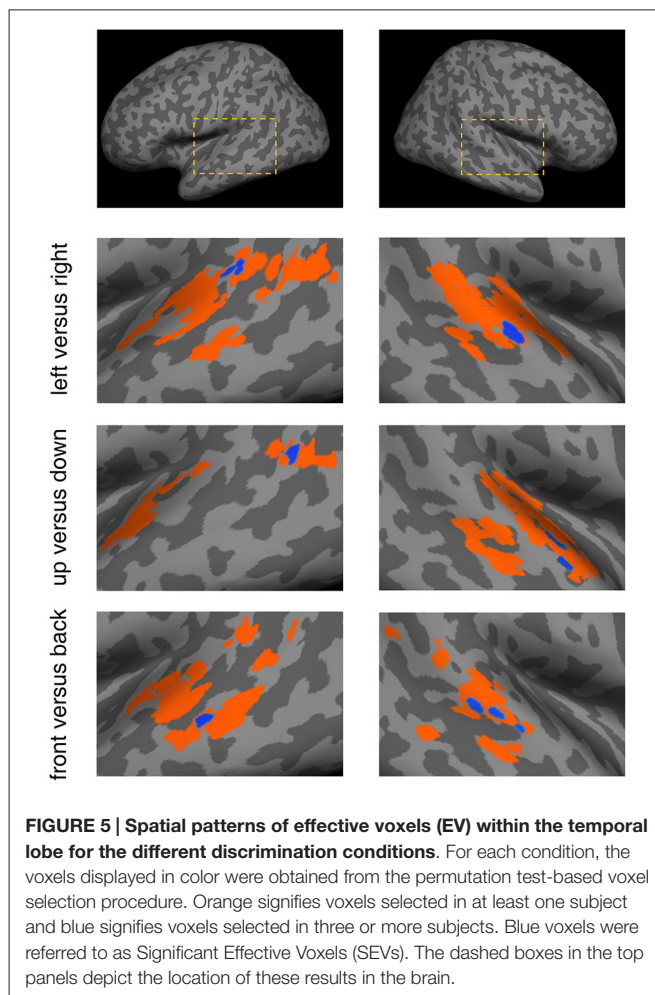 left versus right
up versus down
front versus back
FIGURE 5 | Spatial patterns of effective voxels (EV) within the temporal
lobe for the different discrimination conditions. For each condition, the
voxels displayed in color were obtained from the permutation test-based voxel
selection procedure. Orange signifies voxels selected in at least one subject
and blue signifies voxels selected in three or more subjects. Blue voxels were
referred to as Significant Effective Voxels (SEVs). The dashed boxes in the top
panels depict the location of these results in the brain.